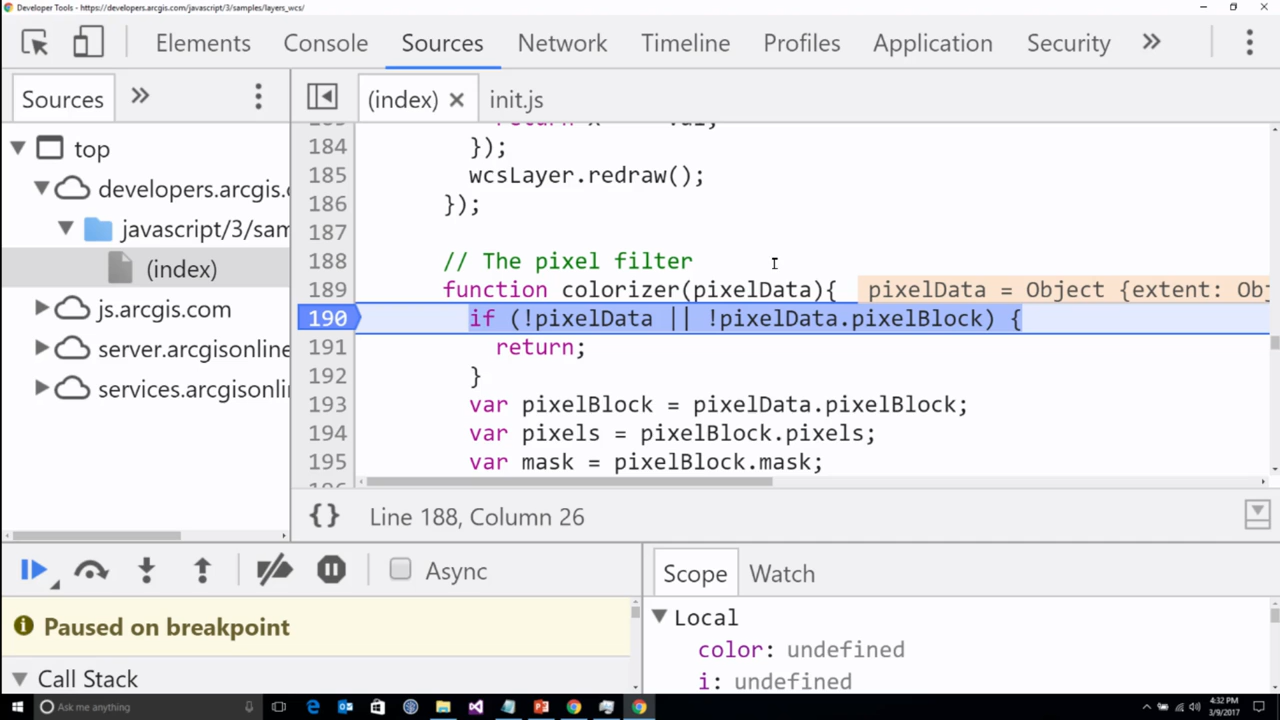 Developer Tools - https://developers.arcgis.com/javascript/3/samples/layers_wcs/
Elements Console Sources Network Timeline Profiles Application Security
Sources
(index) init.js
top
developers.arcgis.
javascript/3/sam
(index)
js.arcgis.com
server.arcgisonline
services.arcgisonli
184 });
185 wcsLayer.redraw();
186 });
187
188 // The pixel filter
189 function colorizer(pixelData){ pixelData = Object {extent: Obj
190 if (!pixelData || !pixelData.pixelBlock) {
191 return;
192 }
193 var pixelBlock = pixelData.pixelBlock;
194 var pixels = pixelBlock.pixels;
195 var mask = pixelBlock.mask;
{} Line 188, Column 26
Async
Paused on breakpoint
Call Stack
Scope Watch
Local
color: undefined
i: undefined
Ask me anything
4:32 PM
3/9/2017